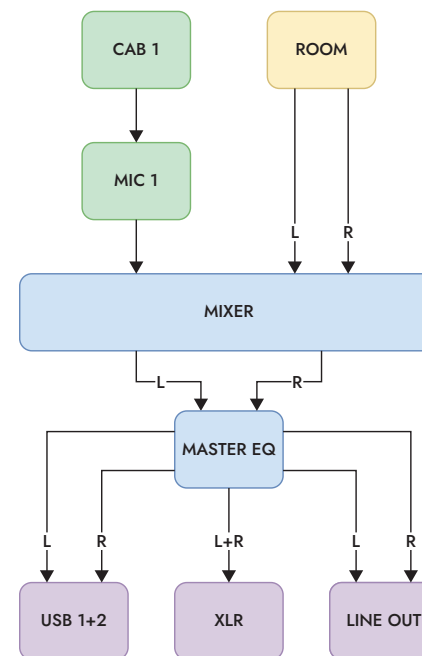 CAB 1
ROOM
MIC 1
L
R
MIXER
L
R
MASTER EQ
L
R
L+R
L
R
USB 1+2
XLR
LINE OUT